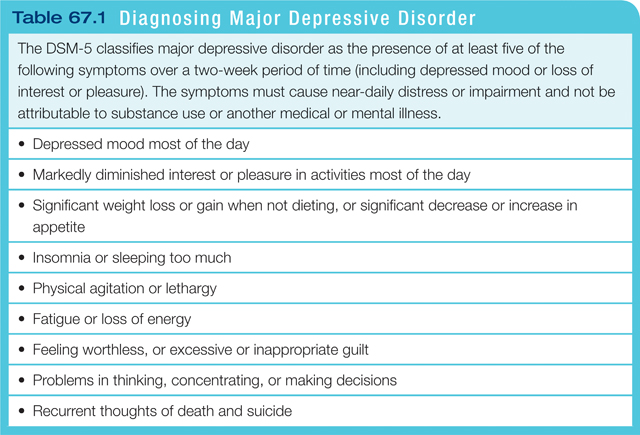 Table 67.1 Diagnosing Major Depressive Disorder
The DSM-5 classifies major depressive disorder as the presence of at least five of the
following symptoms over a two-week period of time (including depressed mood or loss of
interest or pleasure). The symptoms must cause near-daily distress or impairment and not be
attributable to substance use or another medical or mental illness.
• Depressed mood most of the day
• Markedly diminished interest or pleasure in activities most of the day
• Significant weight loss or gain when not dieting, or significant decrease or increase in
appetite
• Insomnia or sleeping too much
• Physical agitation or lethargy
• Fatigue or loss of energy
• Feeling worthless, or excessive or inappropriate guilt
• Problems in thinking, concentrating, or making decisions
• Recurrent thoughts of death and suicide